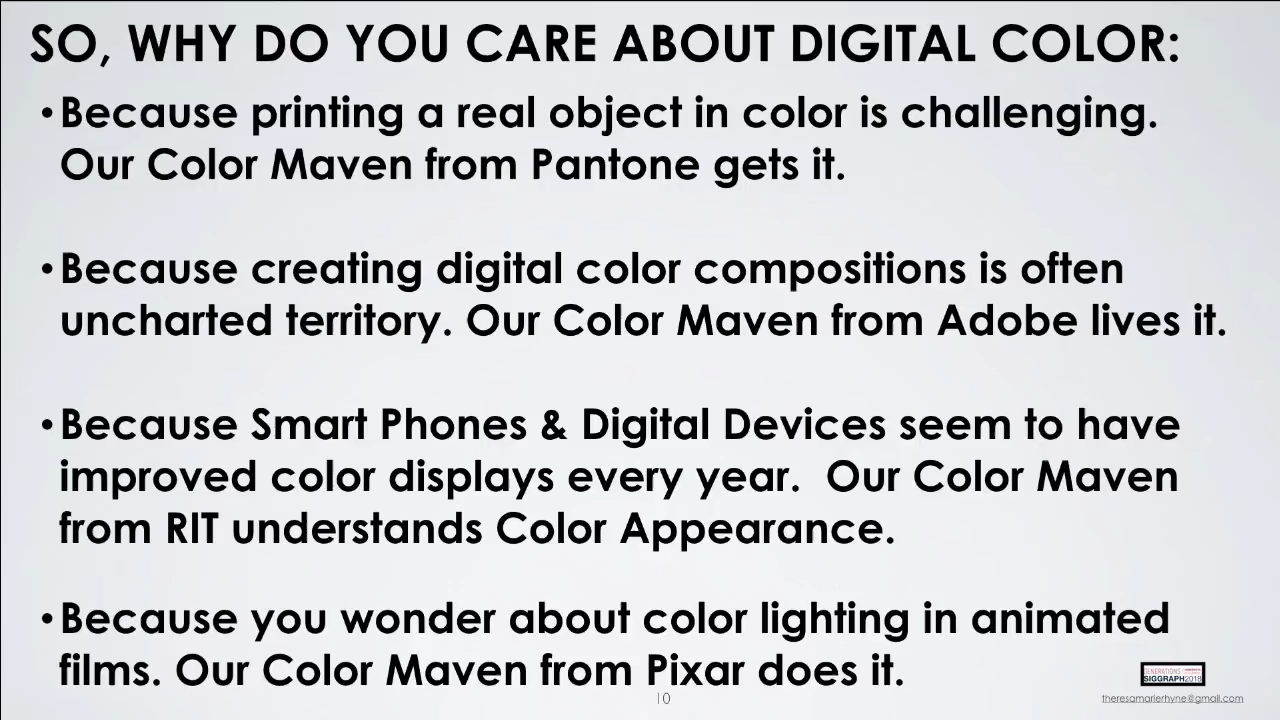 SO, WHY DO YOU CARE ABOUT DIGITAL COLOR:
•Because printing a real object in color is challenging.
Our Color Maven from Pantone gets it.
•Because creating digital color compositions is often
uncharted territory. Our Color Maven from Adobe lives it.
•Because Smart Phones & Digital Devices seem to have
improved color displays every year. Our Color Maven
from RIT understands Color Appearance.
•Because you wonder about color lighting in animated
films. Our Color Maven from Pixar does it.
GENERATIONS
SIGGRAPH2018
10
theresamarierhyne@gmail.com